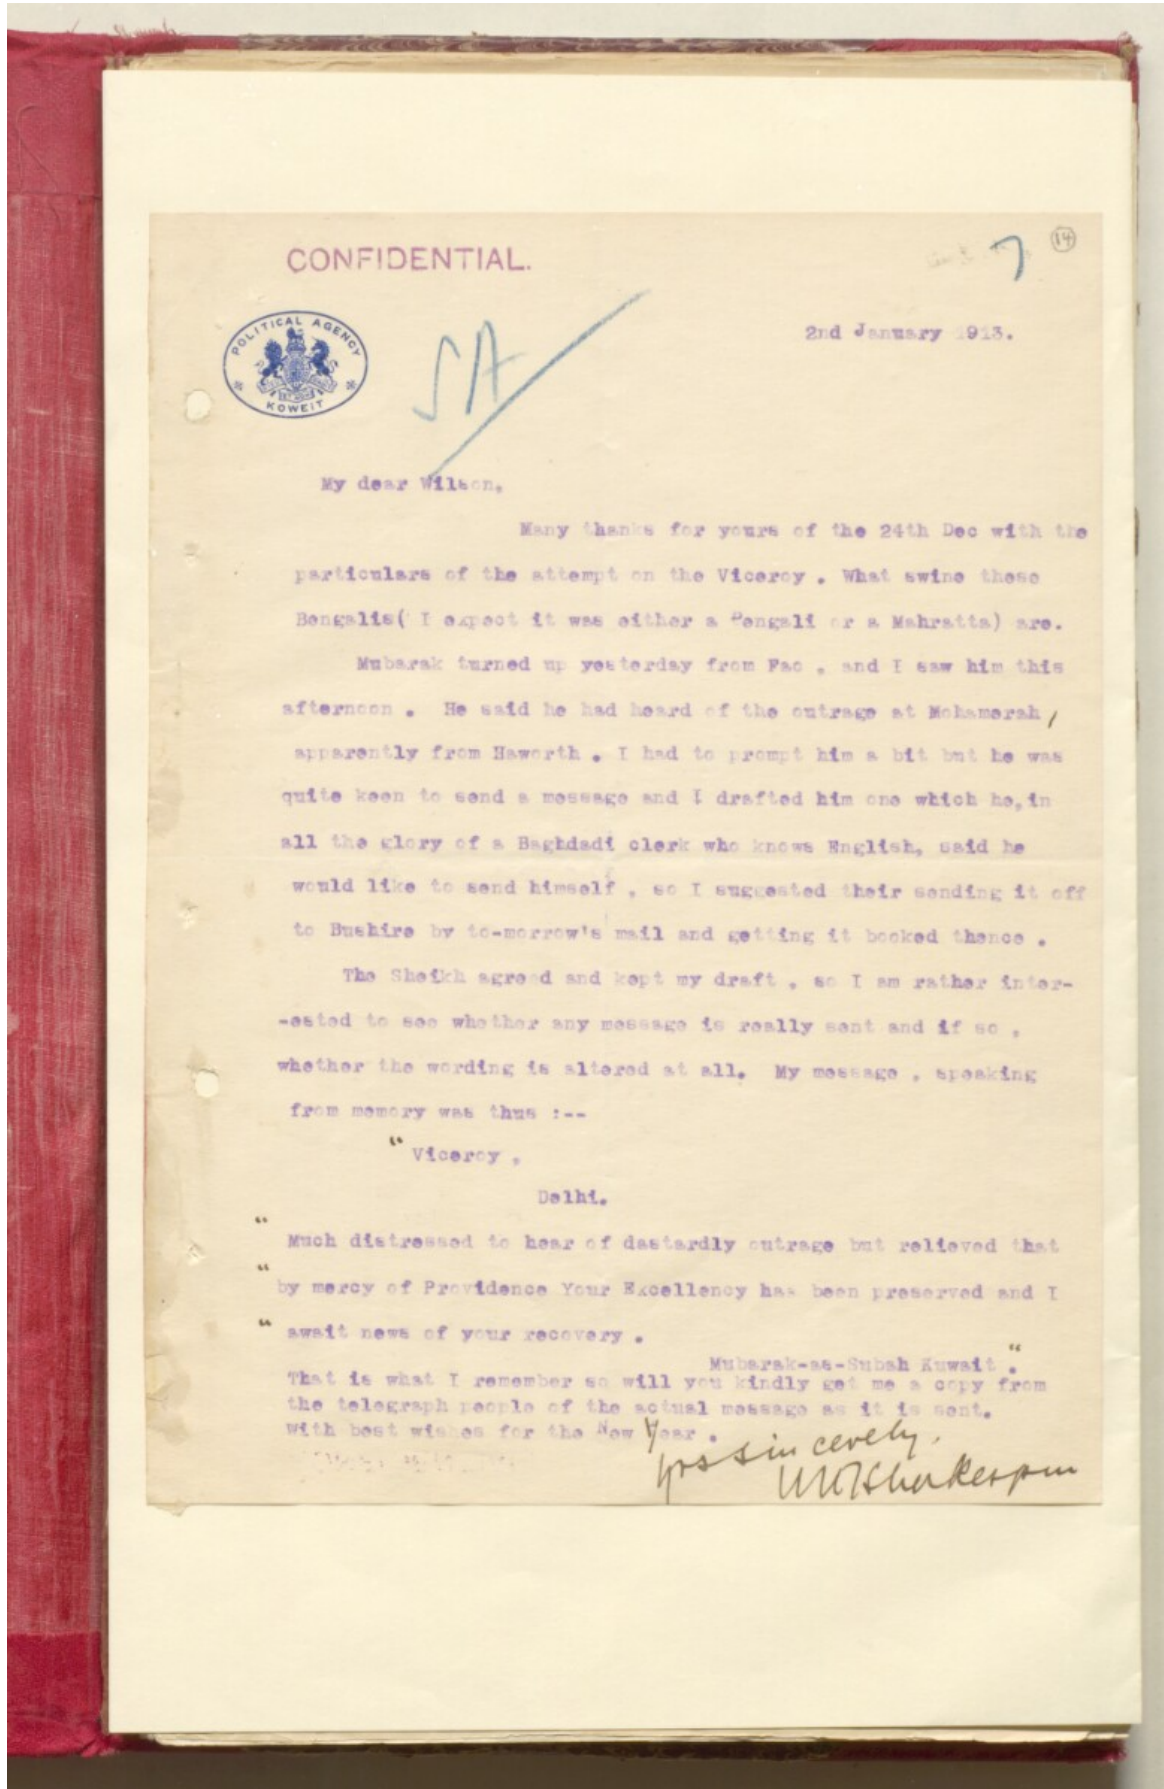 CONFIDENTIAL.
7
14
POLITICAL AGENCY
KOWEIT
SA
2nd January 1913.
My dear Wilson,
Many thanks for yours of the 24th Dec with the
particulars of the attempt on the Viceroy . What swine these
Bengalis( I expect it was either a Bengali or a Mahratta) are.
Mubarak turned up yesterday from Fao , and I saw him this
afternoon . He said he had heard of the outrage at Mohamerah,
apparently from Haworth . I had to prompt him a bit but he was
quite keen to send a message and I drafted him one which he,in
all the glory of a Baghdadi clerk who knows English, said he
would like to send himself , so I suggested their sending it off
to Bushire by to-morrow's mail and getting it booked thence .
The Sheikh agreed and kept my draft , so I am rather inter-
-ested to see whether any message is really sent and if so ,
whether the wording is altered at all. My message , speaking
from memory was thus :--
" Viceroy ,
Delhi.
" Much distressed to hear of dastardly outrage but relieved that
" by mercy of Providence Your Excellency has been preserved and I
" await news of your recovery .
Mubarak-as-Subah Kuwait . "
That is what I remember so will you kindly get me a copy from
the telegraph people of the actual message as it is sent.
With best wishes for the New Year .
Yrs sincerely.
WHShakespear